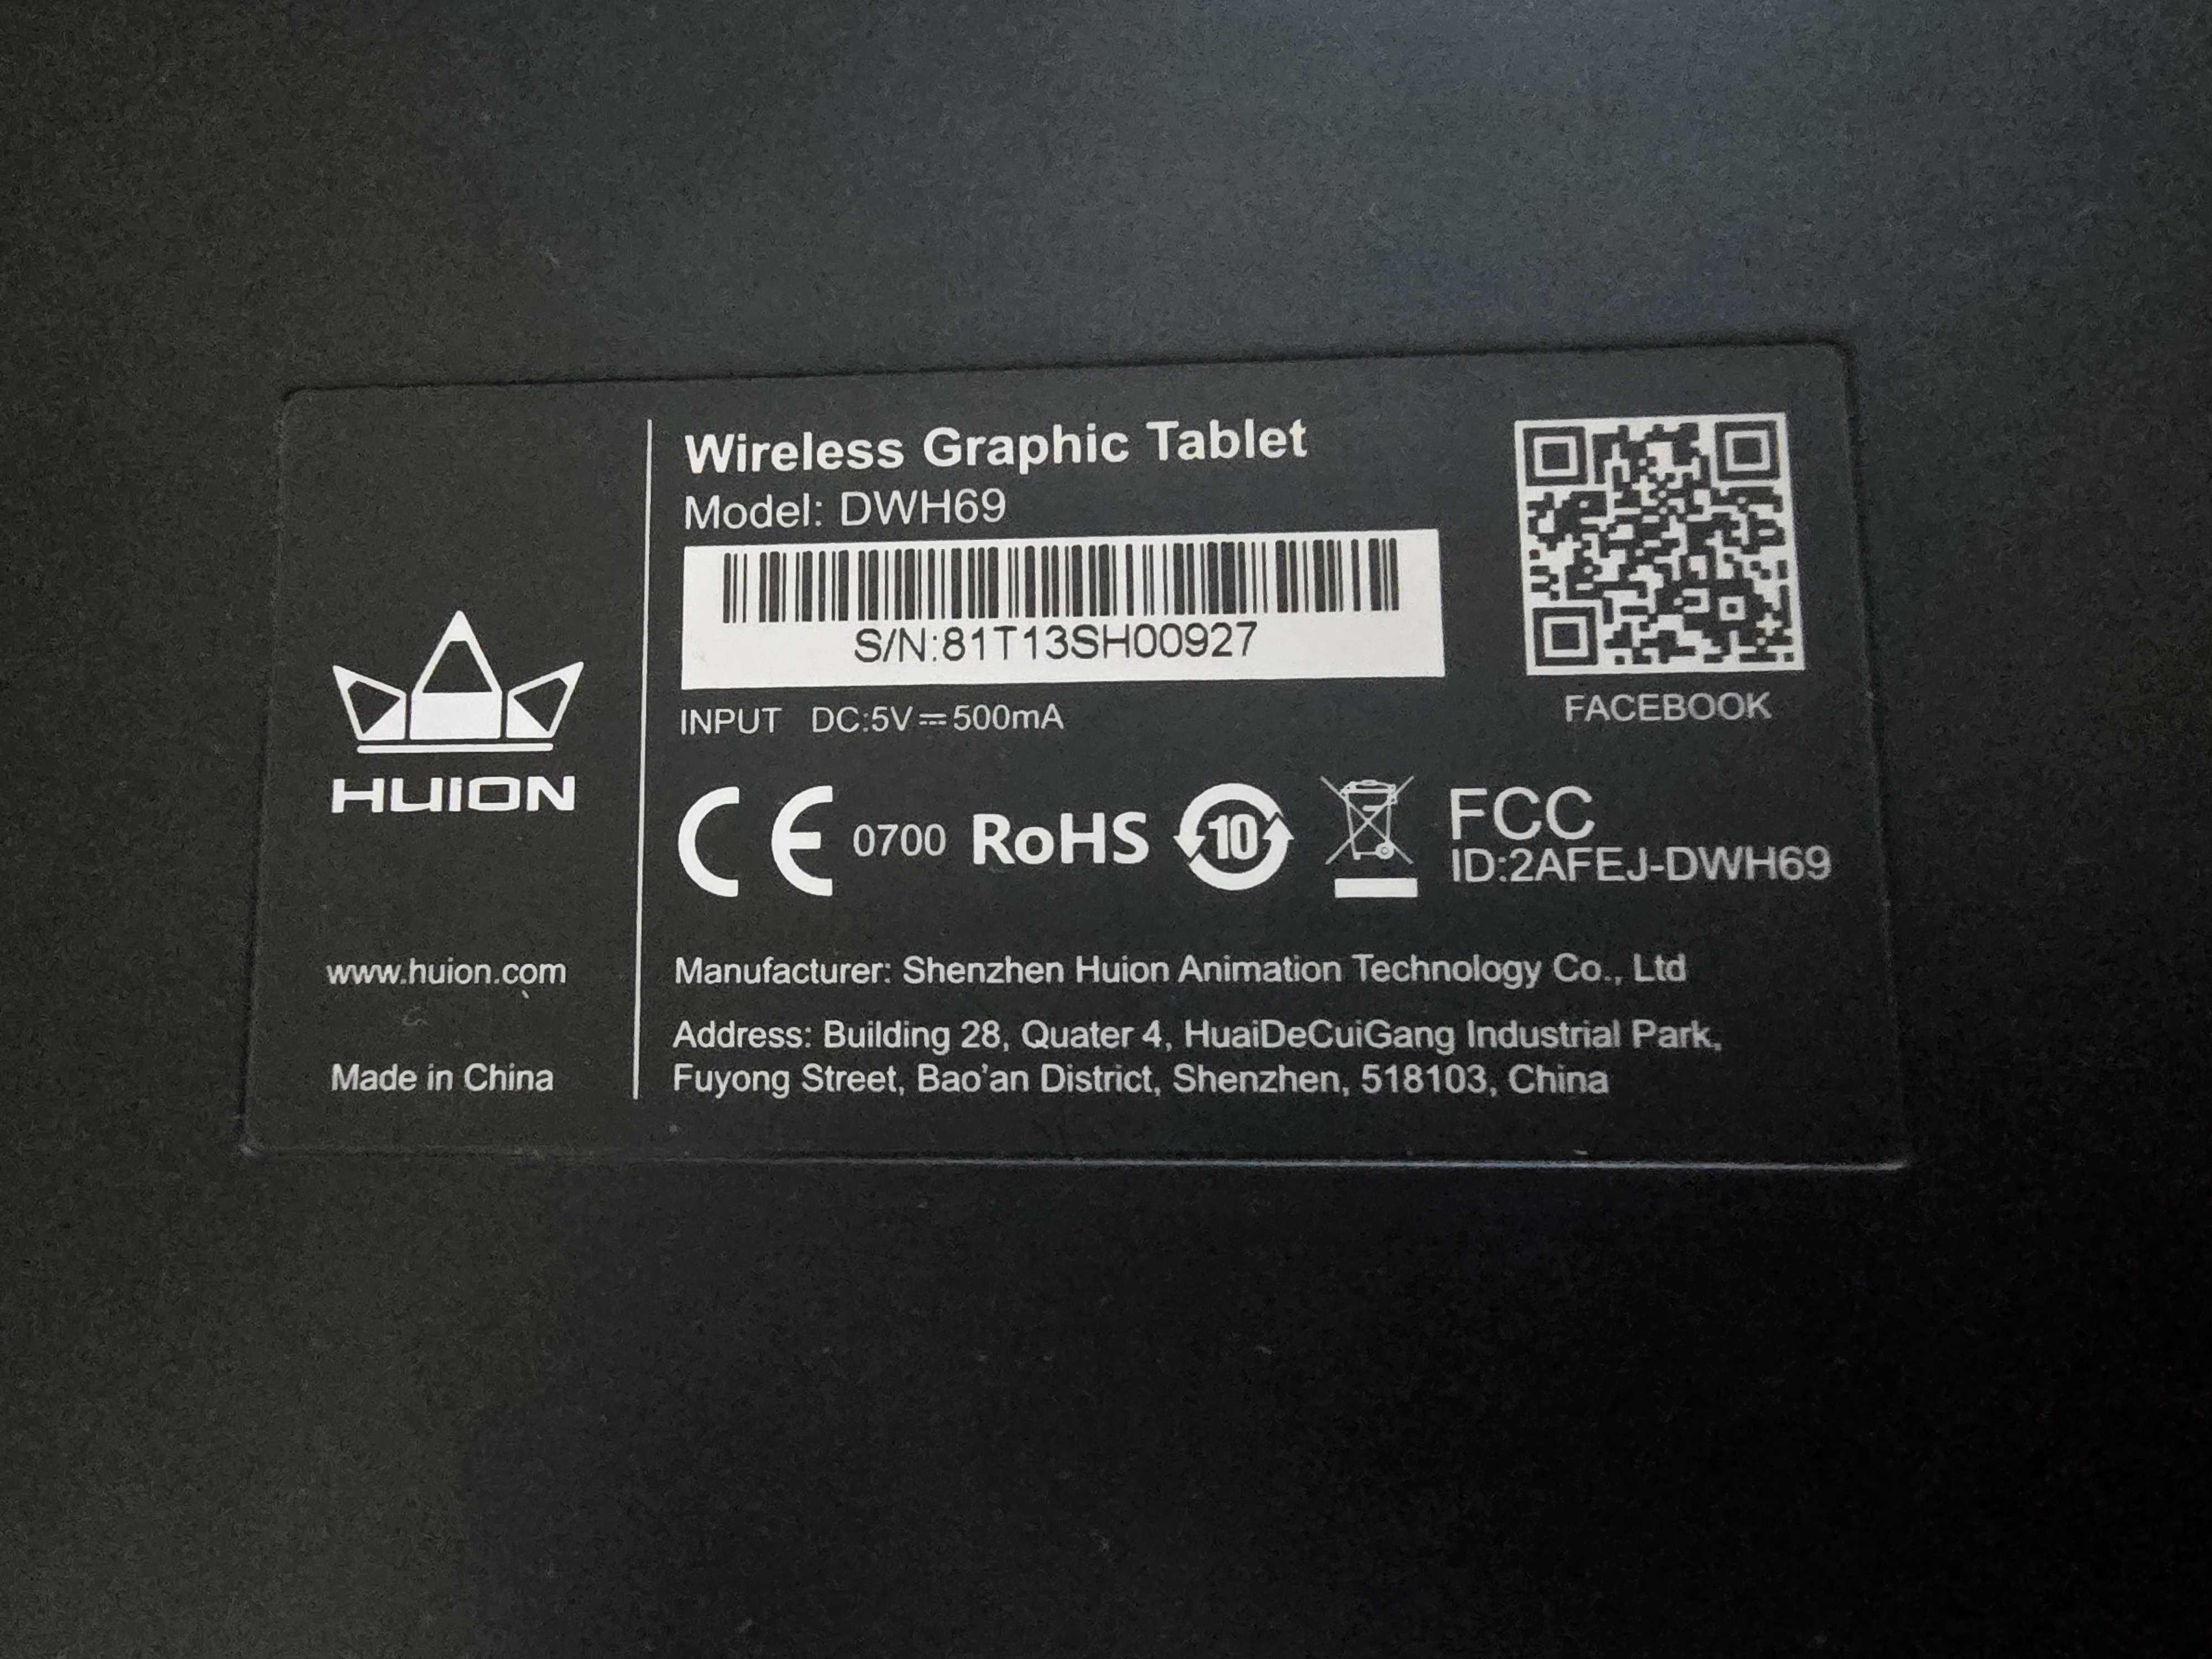 Wireless Graphic Tablet
Model: DWH69
S/N:81T13SH00927
INPUT DC:5V⎓500mA
FACEBOOK
HUION
CE 0700 RoHS 10 FCC
ID:2AFEJ-DWH69
www.huion.com
Made in China
Manufacturer: Shenzhen Huion Animation Technology Co., Ltd
Address: Building 28, Quater 4, HuaiDeCuiGang Industrial Park,
Fuyong Street, Bao'an District, Shenzhen, 518103, China